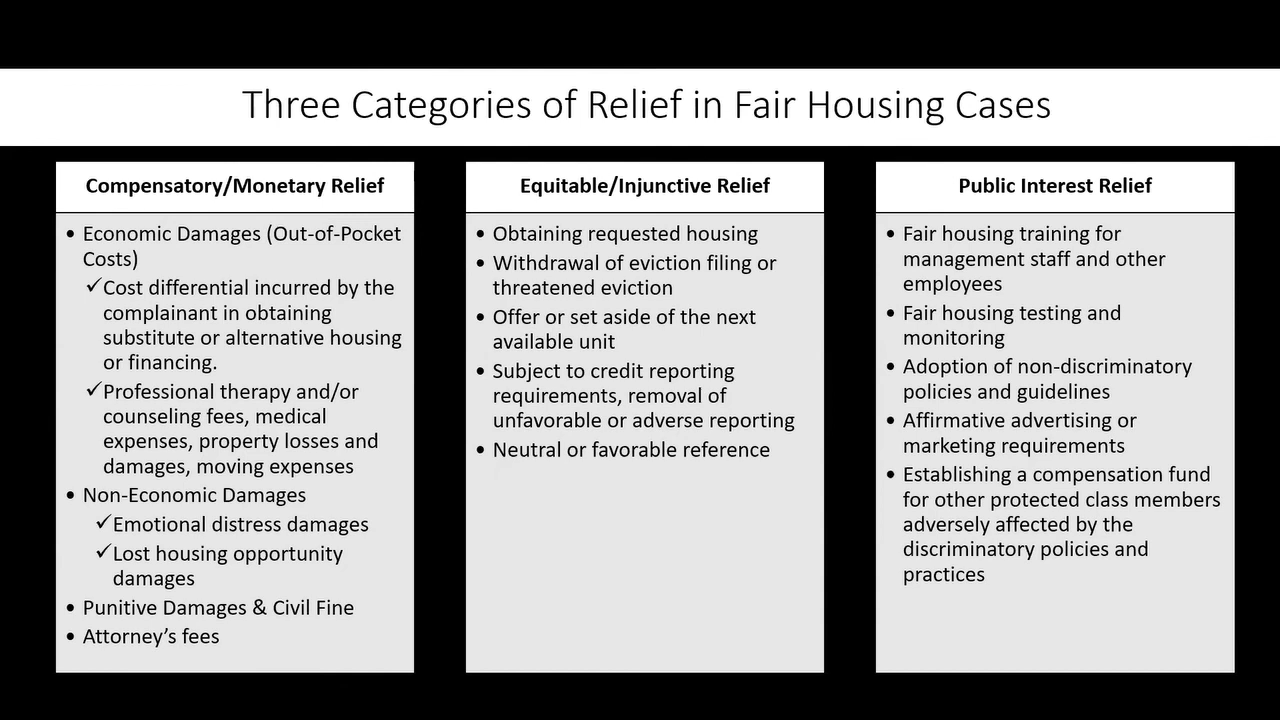 Three Categories of Relief in Fair Housing Cases
Compensatory/Monetary Relief
• Economic Damages (Out-of-Pocket
Costs)
✓Cost differential incurred by the
complainant in obtaining
substitute or alternative housing
or financing.
✓Professional therapy and/or
counseling fees, medical
expenses, property losses and
damages, moving expenses
• Non-Economic Damages
✓Emotional distress damages
✓Lost housing opportunity
damages
• Punitive Damages & Civil Fine
• Attorney’s fees
Equitable/Injunctive Relief
• Obtaining requested housing
• Withdrawal of eviction filing or
threatened eviction
• Offer or set aside of the next
available unit
• Subject to credit reporting
requirements, removal of
unfavorable or adverse reporting
• Neutral or favorable reference
Public Interest Relief
• Fair housing training for
management staff and other
employees
• Fair housing testing and
monitoring
• Adoption of non-discriminatory
policies and guidelines
• Affirmative advertising or
marketing requirements
• Establishing a compensation fund
for other protected class members
adversely affected by the
discriminatory policies and
practices